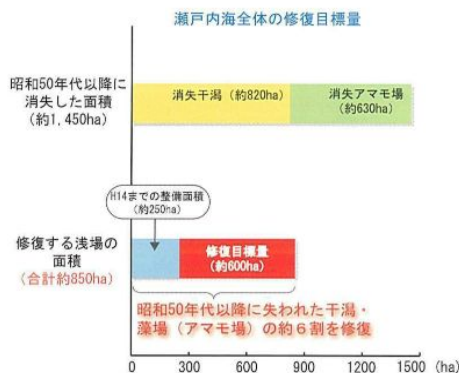 瀬戸内海全体の修復目標量
昭和50年代以降に
消失した面積
(約1,450ha)
消失干潟 (約820ha)
消失アマモ場
(約630ha)
H14までの整備面積
(約250ha)
修復する浅場の
面積
(合計約850ha)
修復目標量
(約600ha)
昭和50年代以降に失われた干潟・
藻場(アマモ場)の約6割を修復
0 300 600 900 1200 1500 (ha)